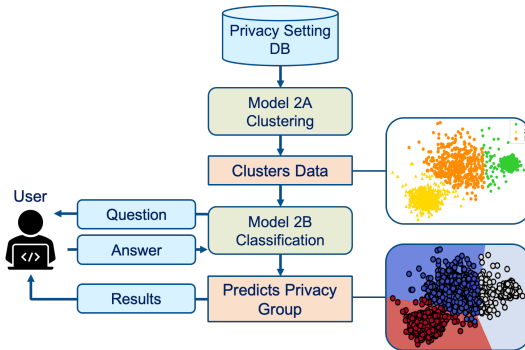 Privacy Setting
DB
Model 2A
Clustering
Clusters Data
User
Question
Answer
Model 2B
Classification
Results
Predicts Privacy
Group